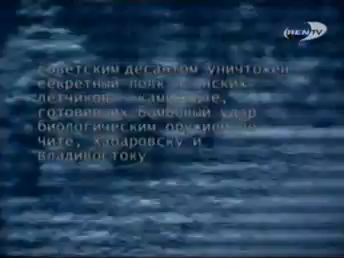 REN TV
советским десантом уничтожен
секретный полк
летчиков
готовивших бомбовый удар
биологическим оружием по
Чите, Хабаровску и
Владивостоку